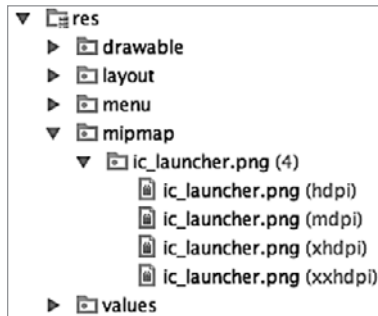 res
drawable
layout
menu
mipmap
ic_launcher.png (4)
ic_launcher.png (hdpi)
ic_launcher.png (mdpi)
ic_launcher.png (xhdpi)
ic_launcher.png (xxhdpi)
values